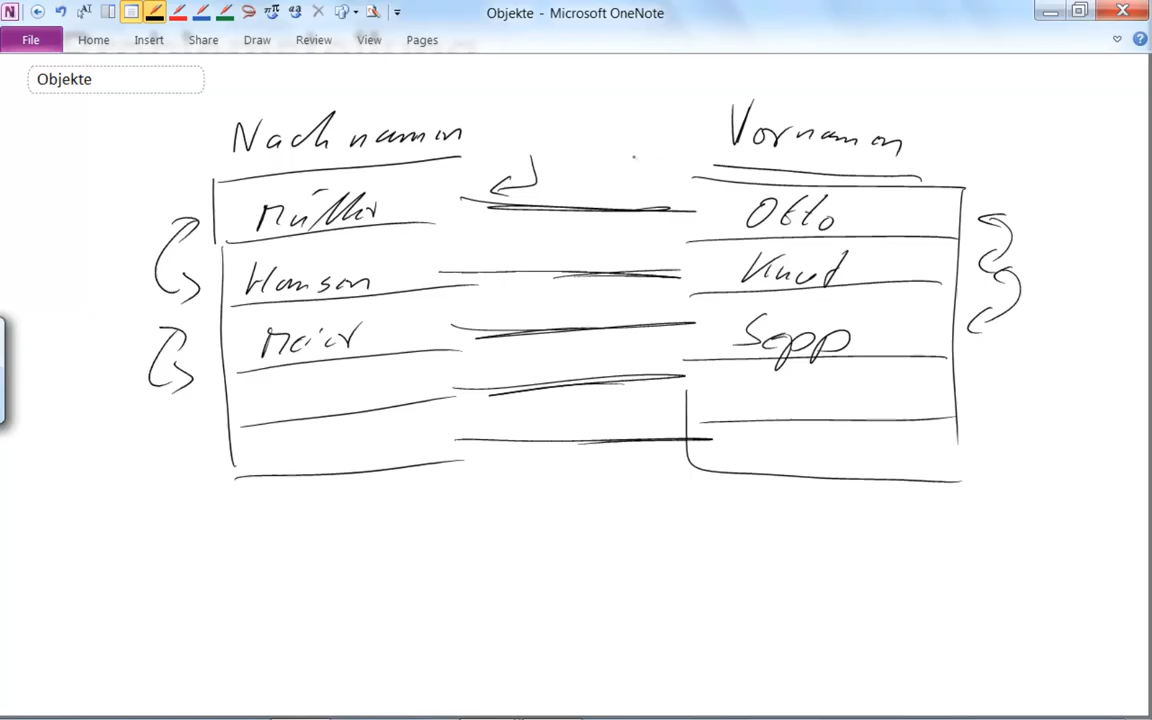 Objekte - Microsoft OneNote
File Home Insert Share Draw Review View Pages
Objekte
Nachnamen Vornamen
Müller Otto
Hansen Knud
Meier Sepp